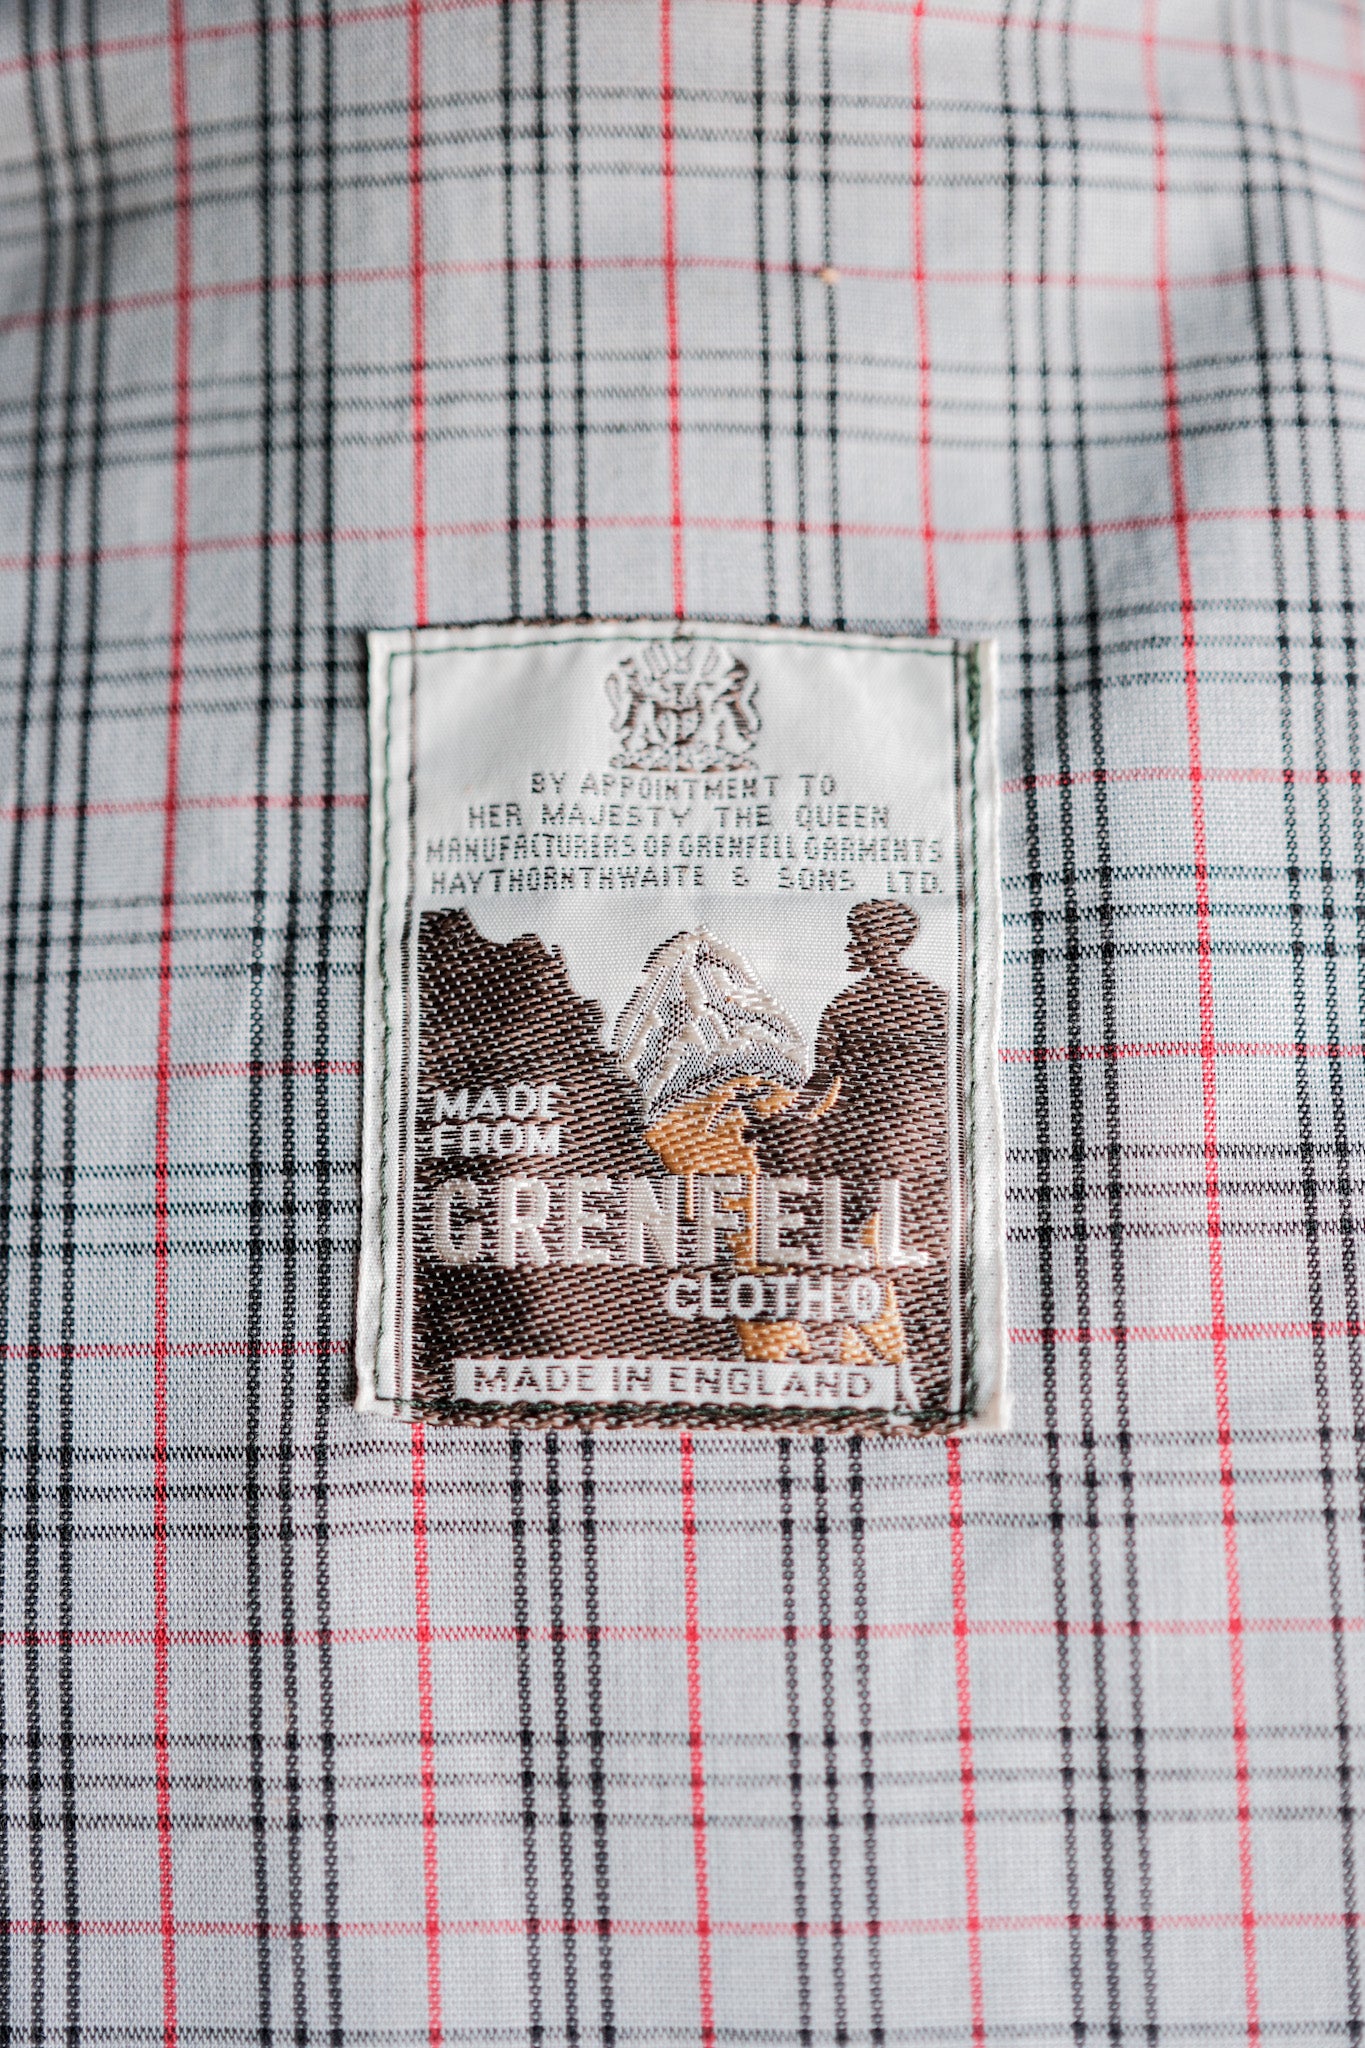 BY APPOINTMENT TO
HER MAJESTY THE QUEEN
MANUFACTURERS OF GRENFELL GARMENTS
HAYTHORNTHWAITE & SONS LTD.
MADE
FROM
GRENFELL
CLOTH ®
MADE IN ENGLAND